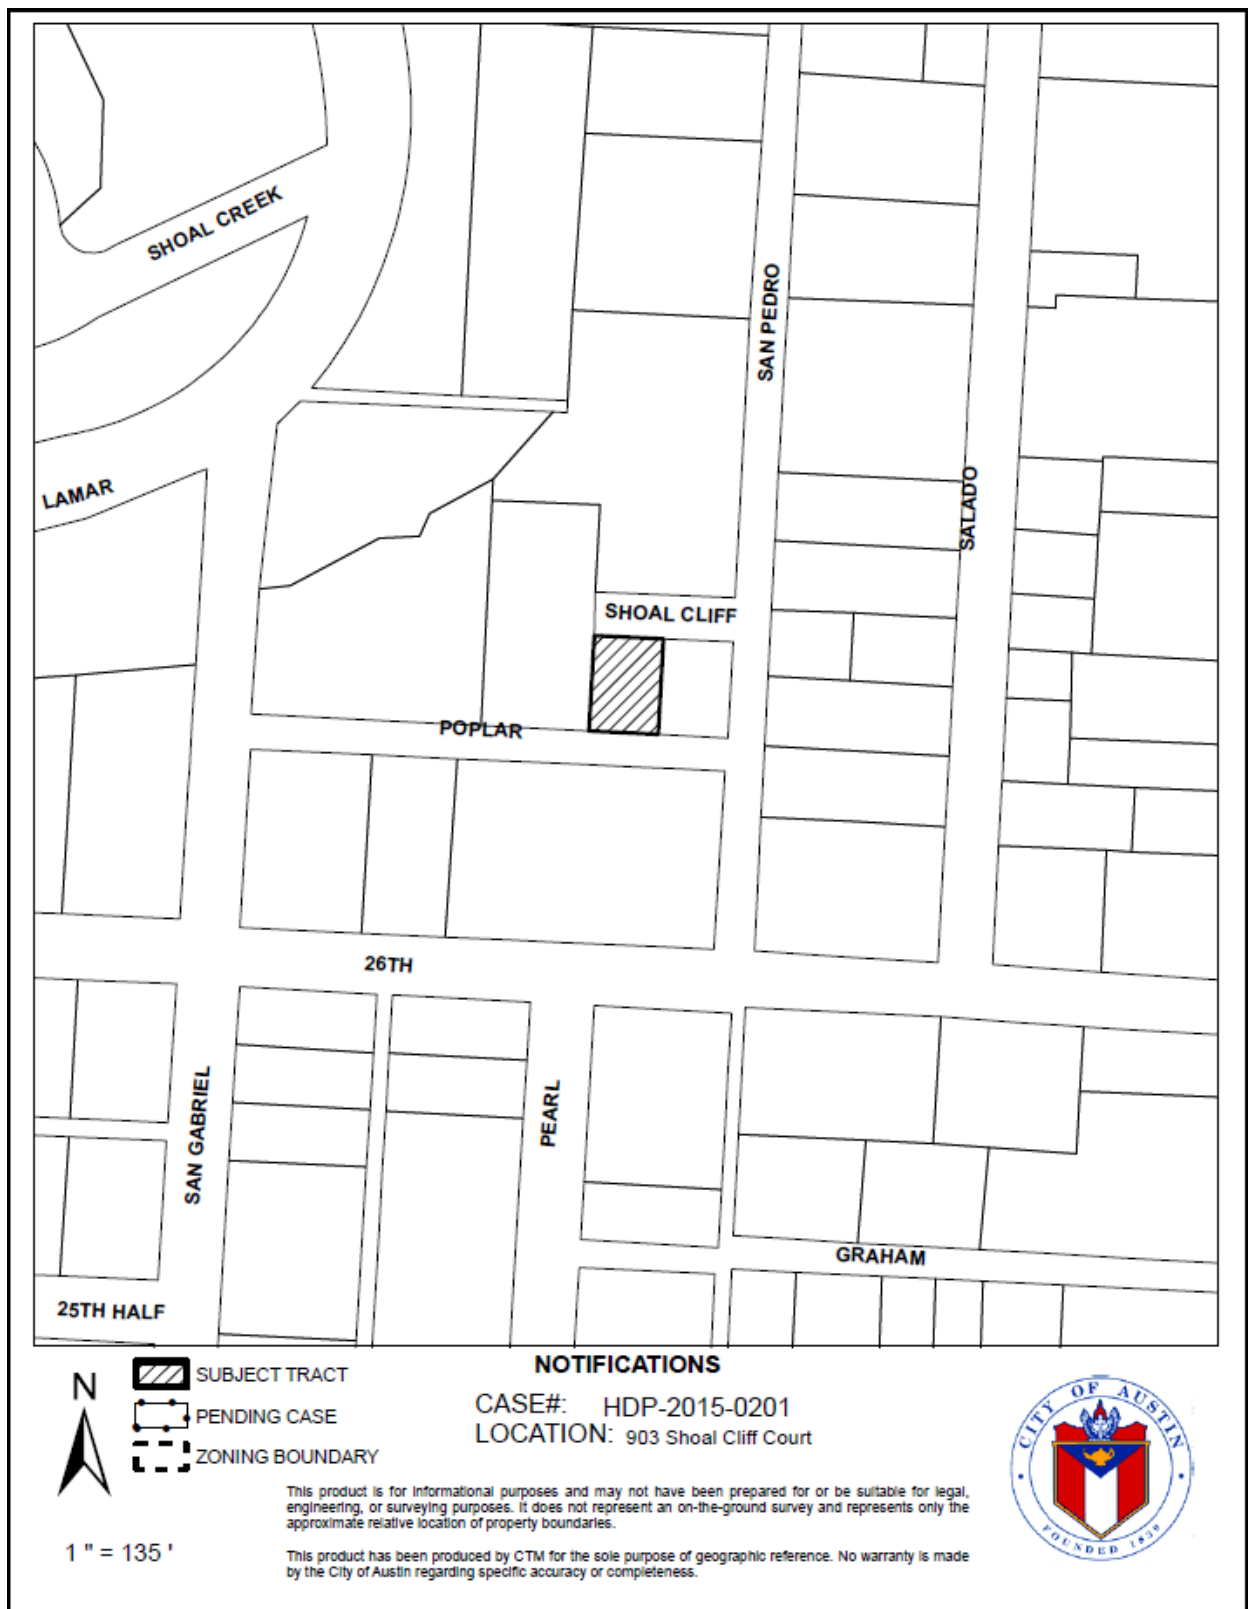 SHOAL CREEK
SAN PEDRO
LAMAR
SALADO
SHOAL CLIFF
POPLAR
26TH
SAN GABRIEL
PEARL
GRAHAM
25TH HALF
NOTIFICATIONS
N
SUBJECT TRACT
PENDING CASE
ZONING BOUNDARY
CASE#: HDP-2015-0201
LOCATION: 903 Shoal Cliff Court
CITY OF AUSTIN
FOUNDED 1839
This product is for informational purposes and may not have been prepared for or be suitable for legal,
engineering, or surveying purposes. It does not represent an on-the-ground survey and represents only the
approximate relative location of property boundaries.
1 " = 135 '
This product has been produced by CTM for the sole purpose of geographic reference. No warranty is made
by the City of Austin regarding specific accuracy or completeness.